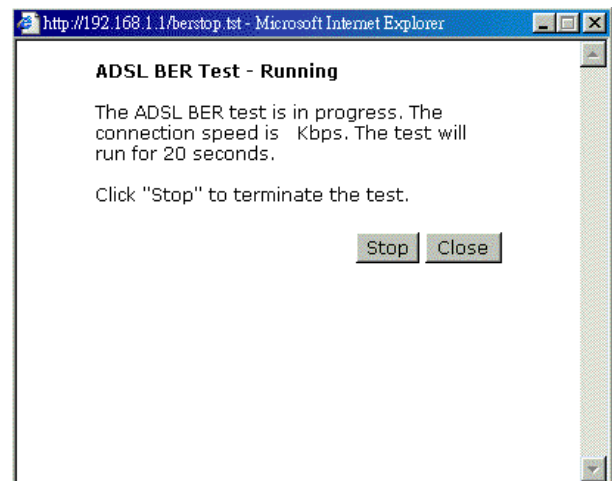 http://192.168.1.1/berstop.tst - Microsoft Internet Explorer
ADSL BER Test - Running
The ADSL BER test is in progress. The
connection speed is   Kbps. The test will
run for 20 seconds.
Click "Stop" to terminate the test.
Stop Close